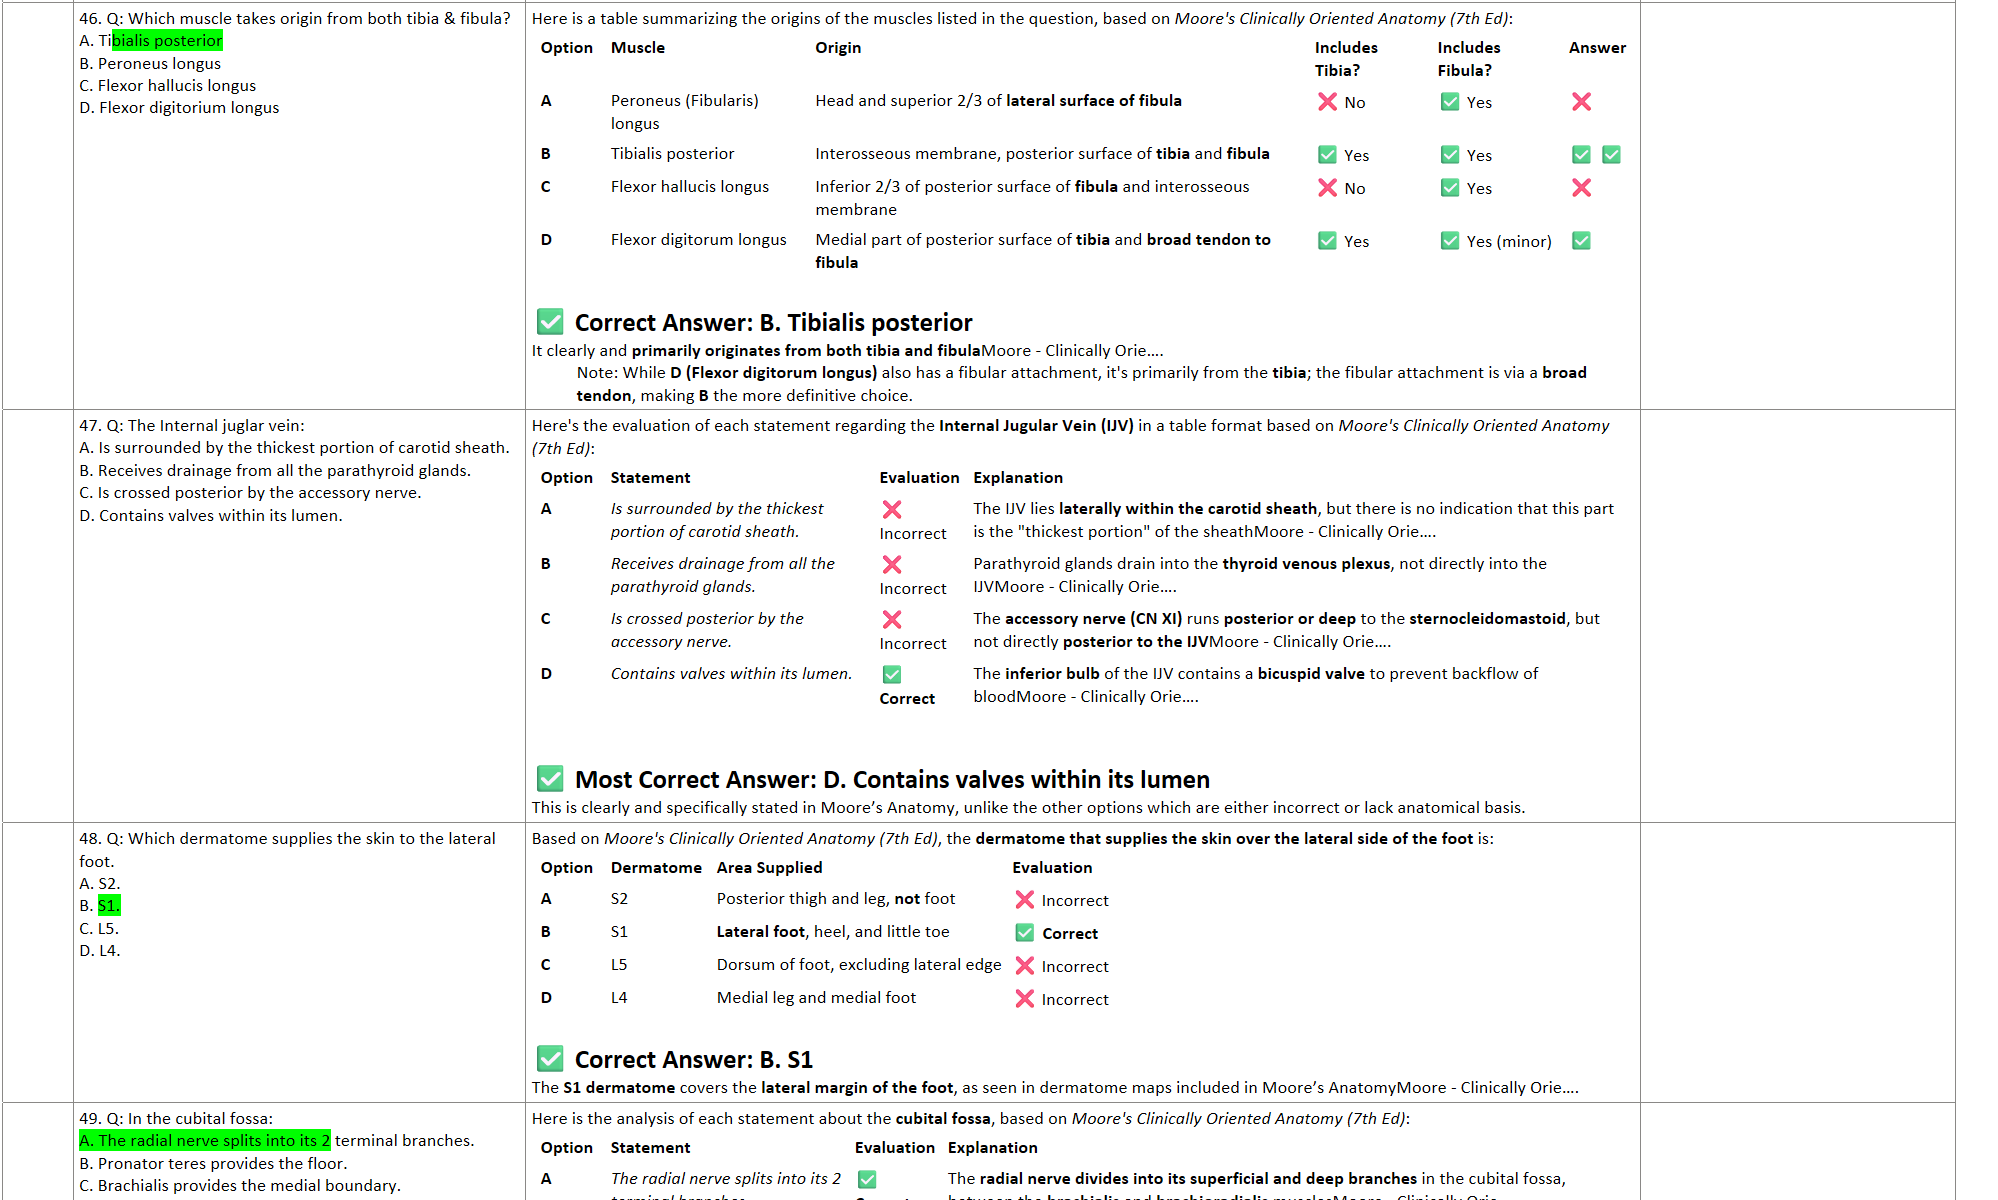 46. Q: Which muscle takes origin from both tibia & fibula?
A. Tibialis posterior
B. Peroneus longus
C. Flexor hallucis longus
D. Flexor digitorium longus
Here is a table summarizing the origins of the muscles listed in the question, based on Moore's Clinically Oriented Anatomy (7th Ed):
Option Muscle Origin Includes Tibia? Includes Fibula? Answer
A Peroneus (Fibularis) longus Head and superior 2/3 of lateral surface of fibula ❌ No ✅ Yes ❌
B Tibialis posterior Interosseous membrane, posterior surface of tibia and fibula ✅ Yes ✅ Yes ✅ ✅
C Flexor hallucis longus Inferior 2/3 of posterior surface of fibula and interosseous membrane ❌ No ✅ Yes ❌
D Flexor digitorum longus Medial part of posterior surface of tibia and broad tendon to fibula ✅ Yes ✅ Yes (minor) ✅
✅ Correct Answer: B. Tibialis posterior
It clearly and primarily originates from both tibia and fibulaMoore - Clinically Orie….
Note: While D (Flexor digitorum longus) also has a fibular attachment, it's primarily from the tibia; the fibular attachment is via a broad
tendon, making B the more definitive choice.
47. Q: The Internal juglar vein:
A. Is surrounded by the thickest portion of carotid sheath.
B. Receives drainage from all the parathyroid glands.
C. Is crossed posterior by the accessory nerve.
D. Contains valves within its lumen.
Here's the evaluation of each statement regarding the Internal Jugular Vein (IJV) in a table format based on Moore's Clinically Oriented Anatomy
(7th Ed):
Option Statement Evaluation Explanation
A Is surrounded by the thickest portion of carotid sheath. ❌ Incorrect The IJV lies laterally within the carotid sheath, but there is no indication that this part is the "thickest portion" of the sheathMoore - Clinically Orie….
B Receives drainage from all the parathyroid glands. ❌ Incorrect Parathyroid glands drain into the thyroid venous plexus, not directly into the IJVMoore - Clinically Orie….
C Is crossed posterior by the accessory nerve. ❌ Incorrect The accessory nerve (CN XI) runs posterior or deep to the sternocleidomastoid, but not directly posterior to the IJVMoore - Clinically Orie….
D Contains valves within its lumen. ✅ Correct The inferior bulb of the IJV contains a bicuspid valve to prevent backflow of bloodMoore - Clinically Orie….
✅ Most Correct Answer: D. Contains valves within its lumen
This is clearly and specifically stated in Moore’s Anatomy, unlike the other options which are either incorrect or lack anatomical basis.
48. Q: Which dermatome supplies the skin to the lateral
foot.
A. S2.
B. S1.
C. L5.
D. L4.
Based on Moore's Clinically Oriented Anatomy (7th Ed), the dermatome that supplies the skin over the lateral side of the foot is:
Option Dermatome Area Supplied Evaluation
A S2 Posterior thigh and leg, not foot ❌ Incorrect
B S1 Lateral foot, heel, and little toe ✅ Correct
C L5 Dorsum of foot, excluding lateral edge ❌ Incorrect
D L4 Medial leg and medial foot ❌ Incorrect
✅ Correct Answer: B. S1
The S1 dermatome covers the lateral margin of the foot, as seen in dermatome maps included in Moore’s AnatomyMoore - Clinically Orie….
49. Q: In the cubital fossa:
A. The radial nerve splits into its 2 terminal branches.
B. Pronator teres provides the floor.
C. Brachialis provides the medial boundary.
Here is the analysis of each statement about the cubital fossa, based on Moore's Clinically Oriented Anatomy (7th Ed):
Option Statement Evaluation Explanation
A The radial nerve splits into its 2 ✅ The radial nerve divides into its superficial and deep branches in the cubital fossa,